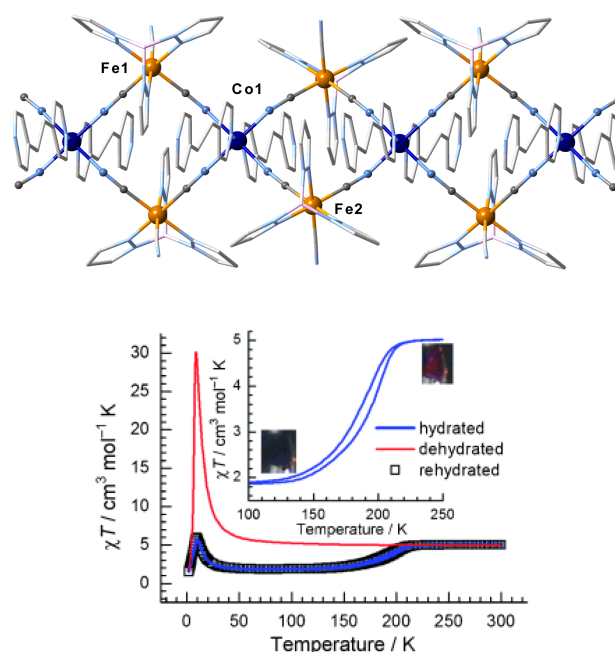 Fe1
Co1
Fe2
χT / cm³ mol⁻¹ K
30
25
20
15
10
5
0
0 50 100 150 200 250 300
Temperature / K
χT / cm³ mol⁻¹ K
5
4
3
2
1
100 150 200 250
Temperature / K
hydrated
dehydrated
rehydrated